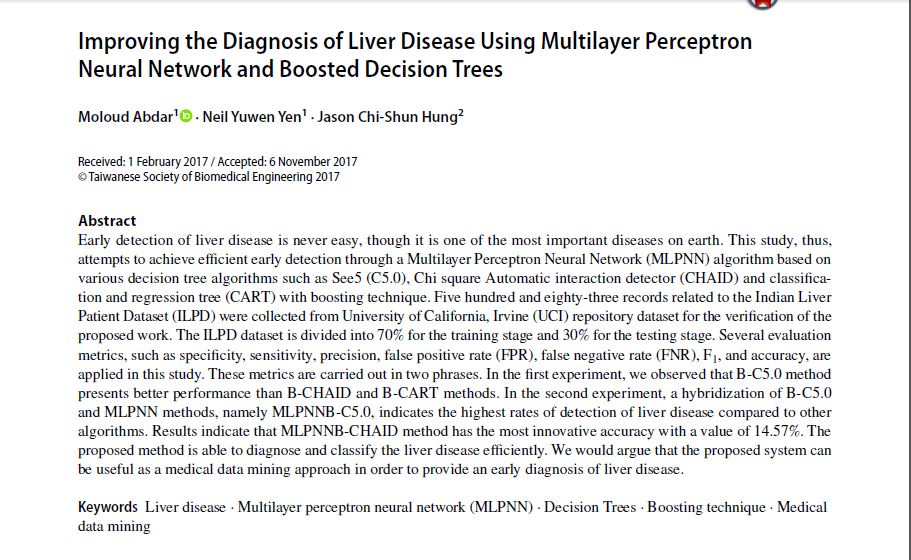 Improving the Diagnosis of Liver Disease Using Multilayer Perceptron
Neural Network and Boosted Decision Trees
Moloud Abdar¹ · Neil Yuwen Yen¹ · Jason Chi-Shun Hung²
Received: 1 February 2017 / Accepted: 6 November 2017
© Taiwanese Society of Biomedical Engineering 2017
Abstract
Early detection of liver disease is never easy, though it is one of the most important diseases on earth. This study, thus,
attempts to achieve efficient early detection through a Multilayer Perceptron Neural Network (MLPNN) algorithm based on
various decision tree algorithms such as See5 (C5.0), Chi square Automatic interaction detector (CHAID) and classifica-
tion and regression tree (CART) with boosting technique. Five hundred and eighty-three records related to the Indian Liver
Patient Dataset (ILPD) were collected from University of California, Irvine (UCI) repository dataset for the verification of the
proposed work. The ILPD dataset is divided into 70% for the training stage and 30% for the testing stage. Several evaluation
metrics, such as specificity, sensitivity, precision, false positive rate (FPR), false negative rate (FNR), F₁, and accuracy, are
applied in this study. These metrics are carried out in two phrases. In the first experiment, we observed that B-C5.0 method
presents better performance than B-CHAID and B-CART methods. In the second experiment, a hybridization of B-C5.0
and MLPNN methods, namely MLPNNB-C5.0, indicates the highest rates of detection of liver disease compared to other
algorithms. Results indicate that MLPNNB-CHAID method has the most innovative accuracy with a value of 14.57%. The
proposed method is able to diagnose and classify the liver disease efficiently. We would argue that the proposed system can
be useful as a medical data mining approach in order to provide an early diagnosis of liver disease.
Keywords Liver disease · Multilayer perceptron neural network (MLPNN) · Decision Trees · Boosting technique · Medical
data mining